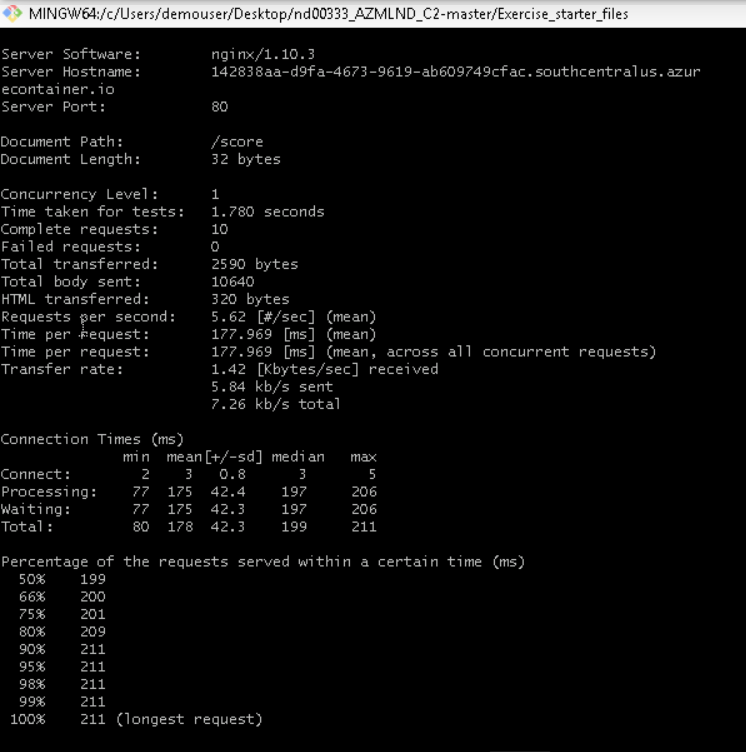 MINGW64:/c/Users/demouser/Desktop/nd00333_AZMLND_C2-master/Exercise_starter_files
Server Software:        nginx/1.10.3
Server Hostname:        142838aa-d9fa-4673-9619-ab609749cfac.southcentralus.azur
econtainer.io
Server Port:            80
Document Path:          /score
Document Length:        32 bytes
Concurrency Level:      1
Time taken for tests:   1.780 seconds
Complete requests:      10
Failed requests:        0
Total transferred:      2590 bytes
Total body sent:        10640
HTML transferred:       320 bytes
Requests per second:    5.62 [#/sec] (mean)
Time per request:       177.969 [ms] (mean)
Time per request:       177.969 [ms] (mean, across all concurrent requests)
Transfer rate:          1.42 [Kbytes/sec] received
                        5.84 kb/s sent
                        7.26 kb/s total
Connection Times (ms)
              min  mean[+/-sd] median   max
Connect:        2    3   0.8      3       5
Processing:    77  175  42.4    197     206
Waiting:       77  175  42.3    197     206
Total:         80  178  42.3    199     211
Percentage of the requests served within a certain time (ms)
  50%    199
  66%    200
  75%    201
  80%    209
  90%    211
  95%    211
  98%    211
  99%    211
 100%    211 (longest request)